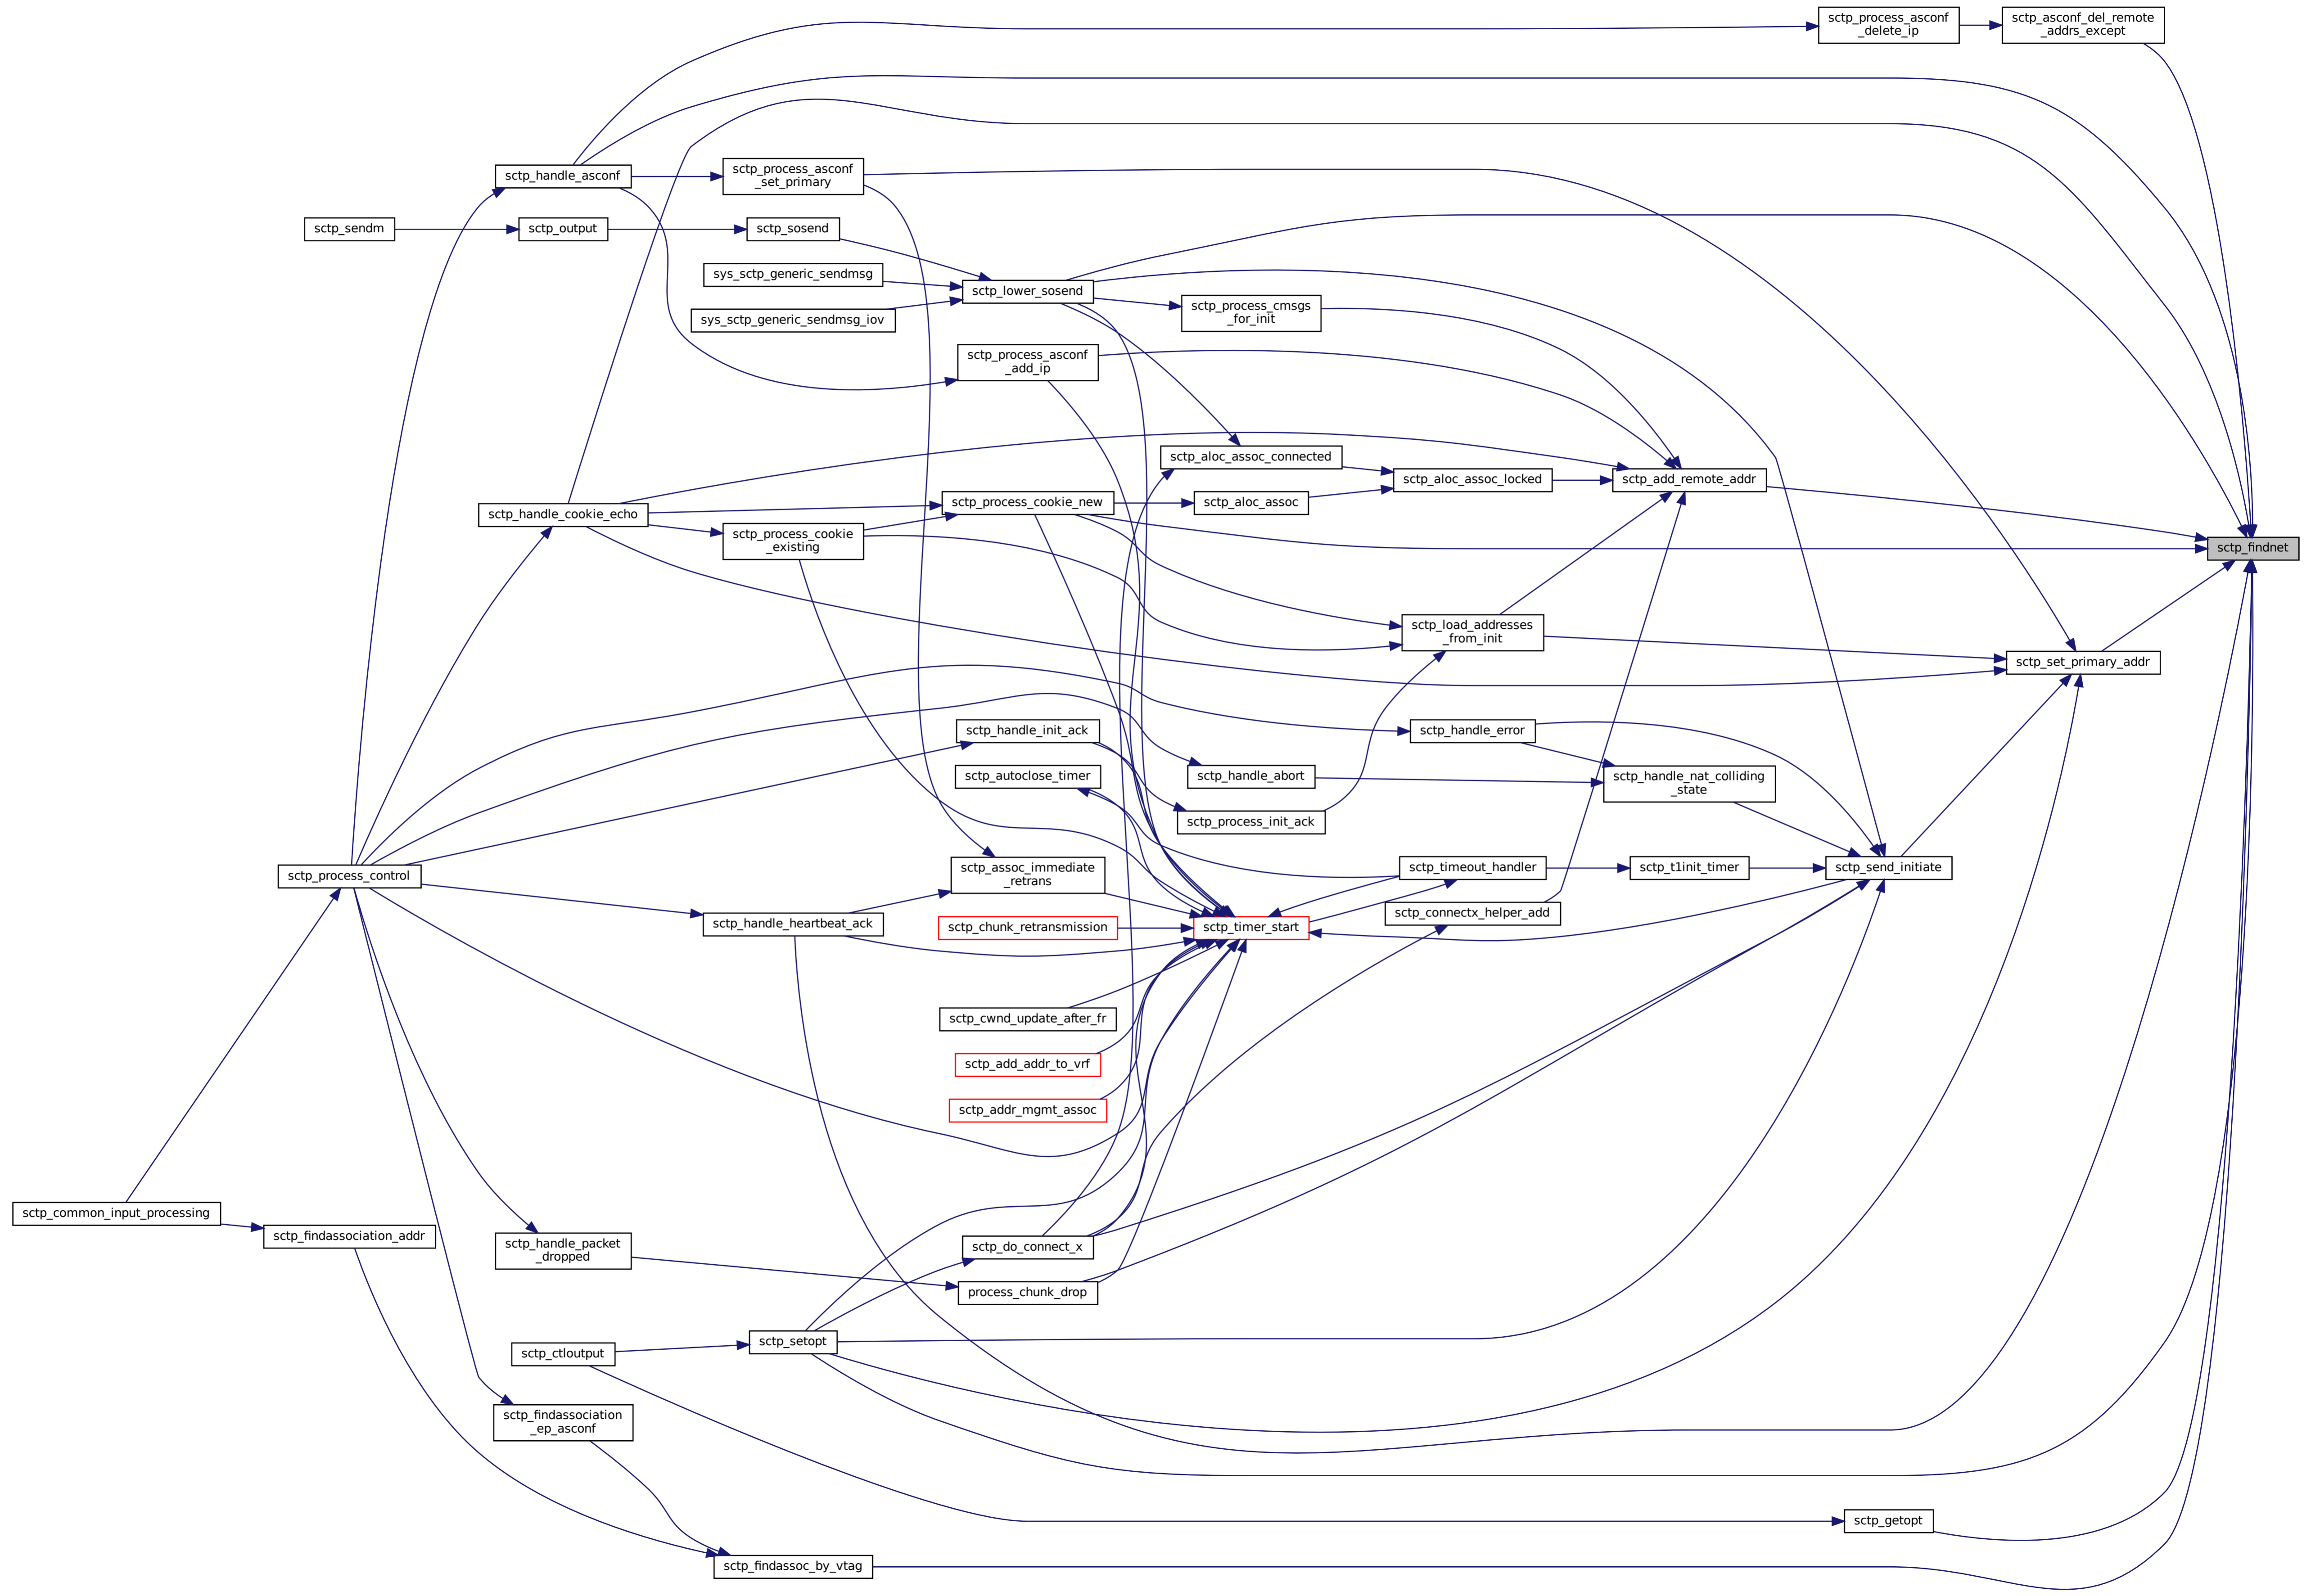 sctp_process_asconf
_delete_ip
sctp_asconf_del_remote
_addrs_except
sctp_handle_asconf
sctp_process_asconf
_set_primary
sctp_sendm
sctp_output
sctp_sosend
sys_sctp_generic_sendmsg
sctp_lower_sosend
sys_sctp_generic_sendmsg_iov
sctp_process_cmsgs
_for_init
sctp_process_asconf
_add_ip
sctp_aloc_assoc_connected
sctp_aloc_assoc_locked
sctp_add_remote_addr
sctp_handle_cookie_echo
sctp_process_cookie_new
sctp_aloc_assoc
sctp_process_cookie
_existing
sctp_findnet
sctp_load_addresses
_from_init
sctp_set_primary_addr
sctp_handle_init_ack
sctp_handle_error
sctp_autoclose_timer
sctp_handle_abort
sctp_handle_nat_colliding
_state
sctp_process_init_ack
sctp_process_control
sctp_assoc_immediate
_retrans
sctp_timeout_handler
sctp_t1init_timer
sctp_send_initiate
sctp_handle_heartbeat_ack
sctp_chunk_retransmission
sctp_timer_start
sctp_connectx_helper_add
sctp_cwnd_update_after_fr
sctp_add_addr_to_vrf
sctp_addr_mgmt_assoc
sctp_common_input_processing
sctp_findassociation_addr
sctp_handle_packet
_dropped
sctp_do_connect_x
process_chunk_drop
sctp_setopt
sctp_ctloutput
sctp_findassociation
_ep_asconf
sctp_getopt
sctp_findassoc_by_vtag